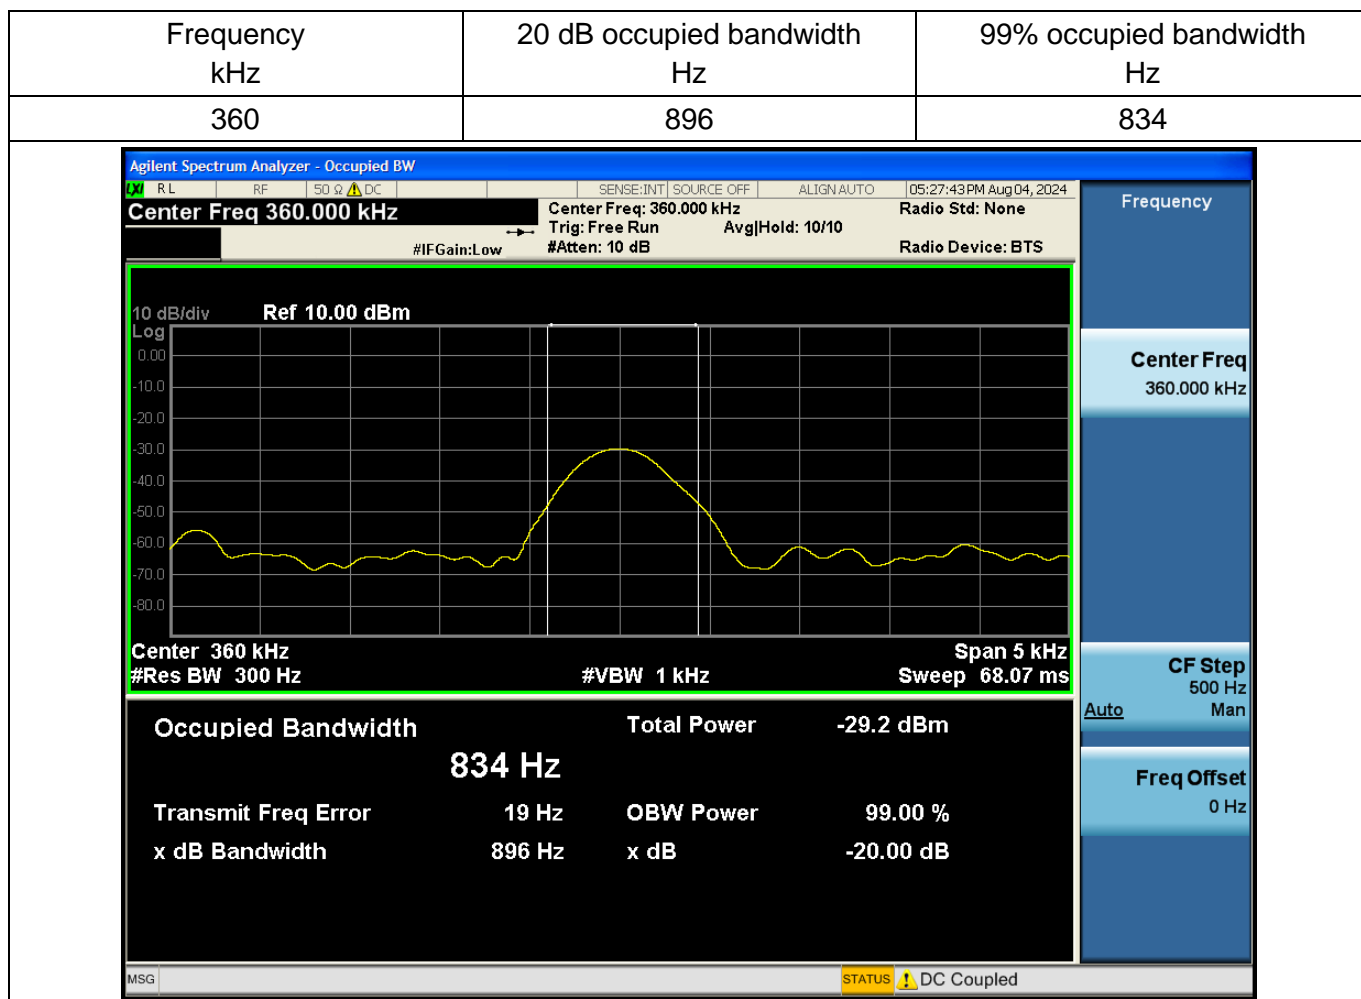 Frequency 20 dB occupied bandwidth 99% occupied bandwidth
kHz Hz Hz
360 896 834
Agilent Spectrum Analyzer - Occupied BW
LXI RL RF 50 Ω DC SENSE:INT SOURCE OFF ALIGN AUTO 05:27:43 PM Aug 04, 2024
Center Freq 360.000 kHz Center Freq: 360.000 kHz Radio Std: None Frequency
Trig: Free Run Avg|Hold: 10/10
#IFGain:Low #Atten: 10 dB Radio Device: BTS
10 dB/div Ref 10.00 dBm
Log
0.00
-10.0
-20.0
-30.0
-40.0
-50.0
-60.0
-70.0
-80.0
Center Freq
360.000 kHz
Center 360 kHz Span 5 kHz
#Res BW 300 Hz #VBW 1 kHz Sweep 68.07 ms
CF Step
500 Hz
Auto Man
Occupied Bandwidth Total Power -29.2 dBm
834 Hz
Transmit Freq Error 19 Hz OBW Power 99.00 %
x dB Bandwidth 896 Hz x dB -20.00 dB
Freq Offset
0 Hz
MSG STATUS DC Coupled